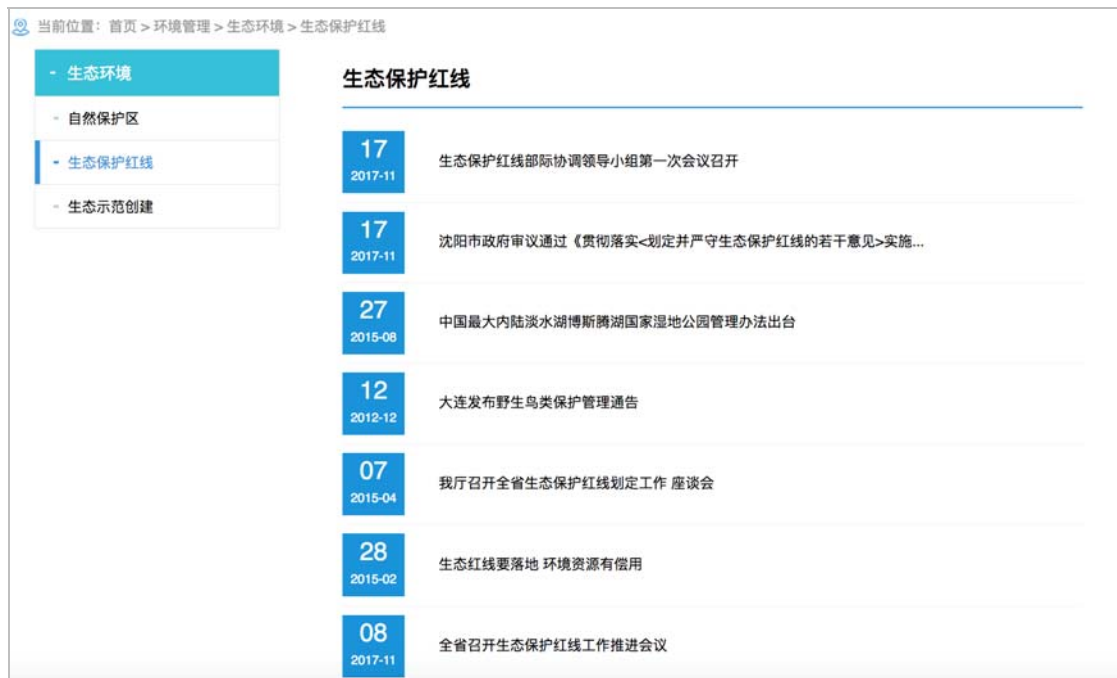 当前位置：首页 > 环境管理 > 生态环境 > 生态保护红线
- 生态环境
- 自然保护区
- 生态保护红线
- 生态示范创建
生态保护红线
17
2017-11
生态保护红线部际协调领导小组第一次会议召开
17
2017-11
沈阳市政府审议通过《贯彻落实<划定并严守生态保护红线的若干意见>实施...
27
2015-08
中国最大内陆淡水湖博斯腾湖国家湿地公园管理办法出台
12
2012-12
大连发布野生鸟类保护管理通告
07
2015-04
我厅召开全省生态保护红线划定工作 座谈会
28
2015-02
生态红线要落地 环境资源有偿用
08
2017-11
全省召开生态保护红线工作推进会议